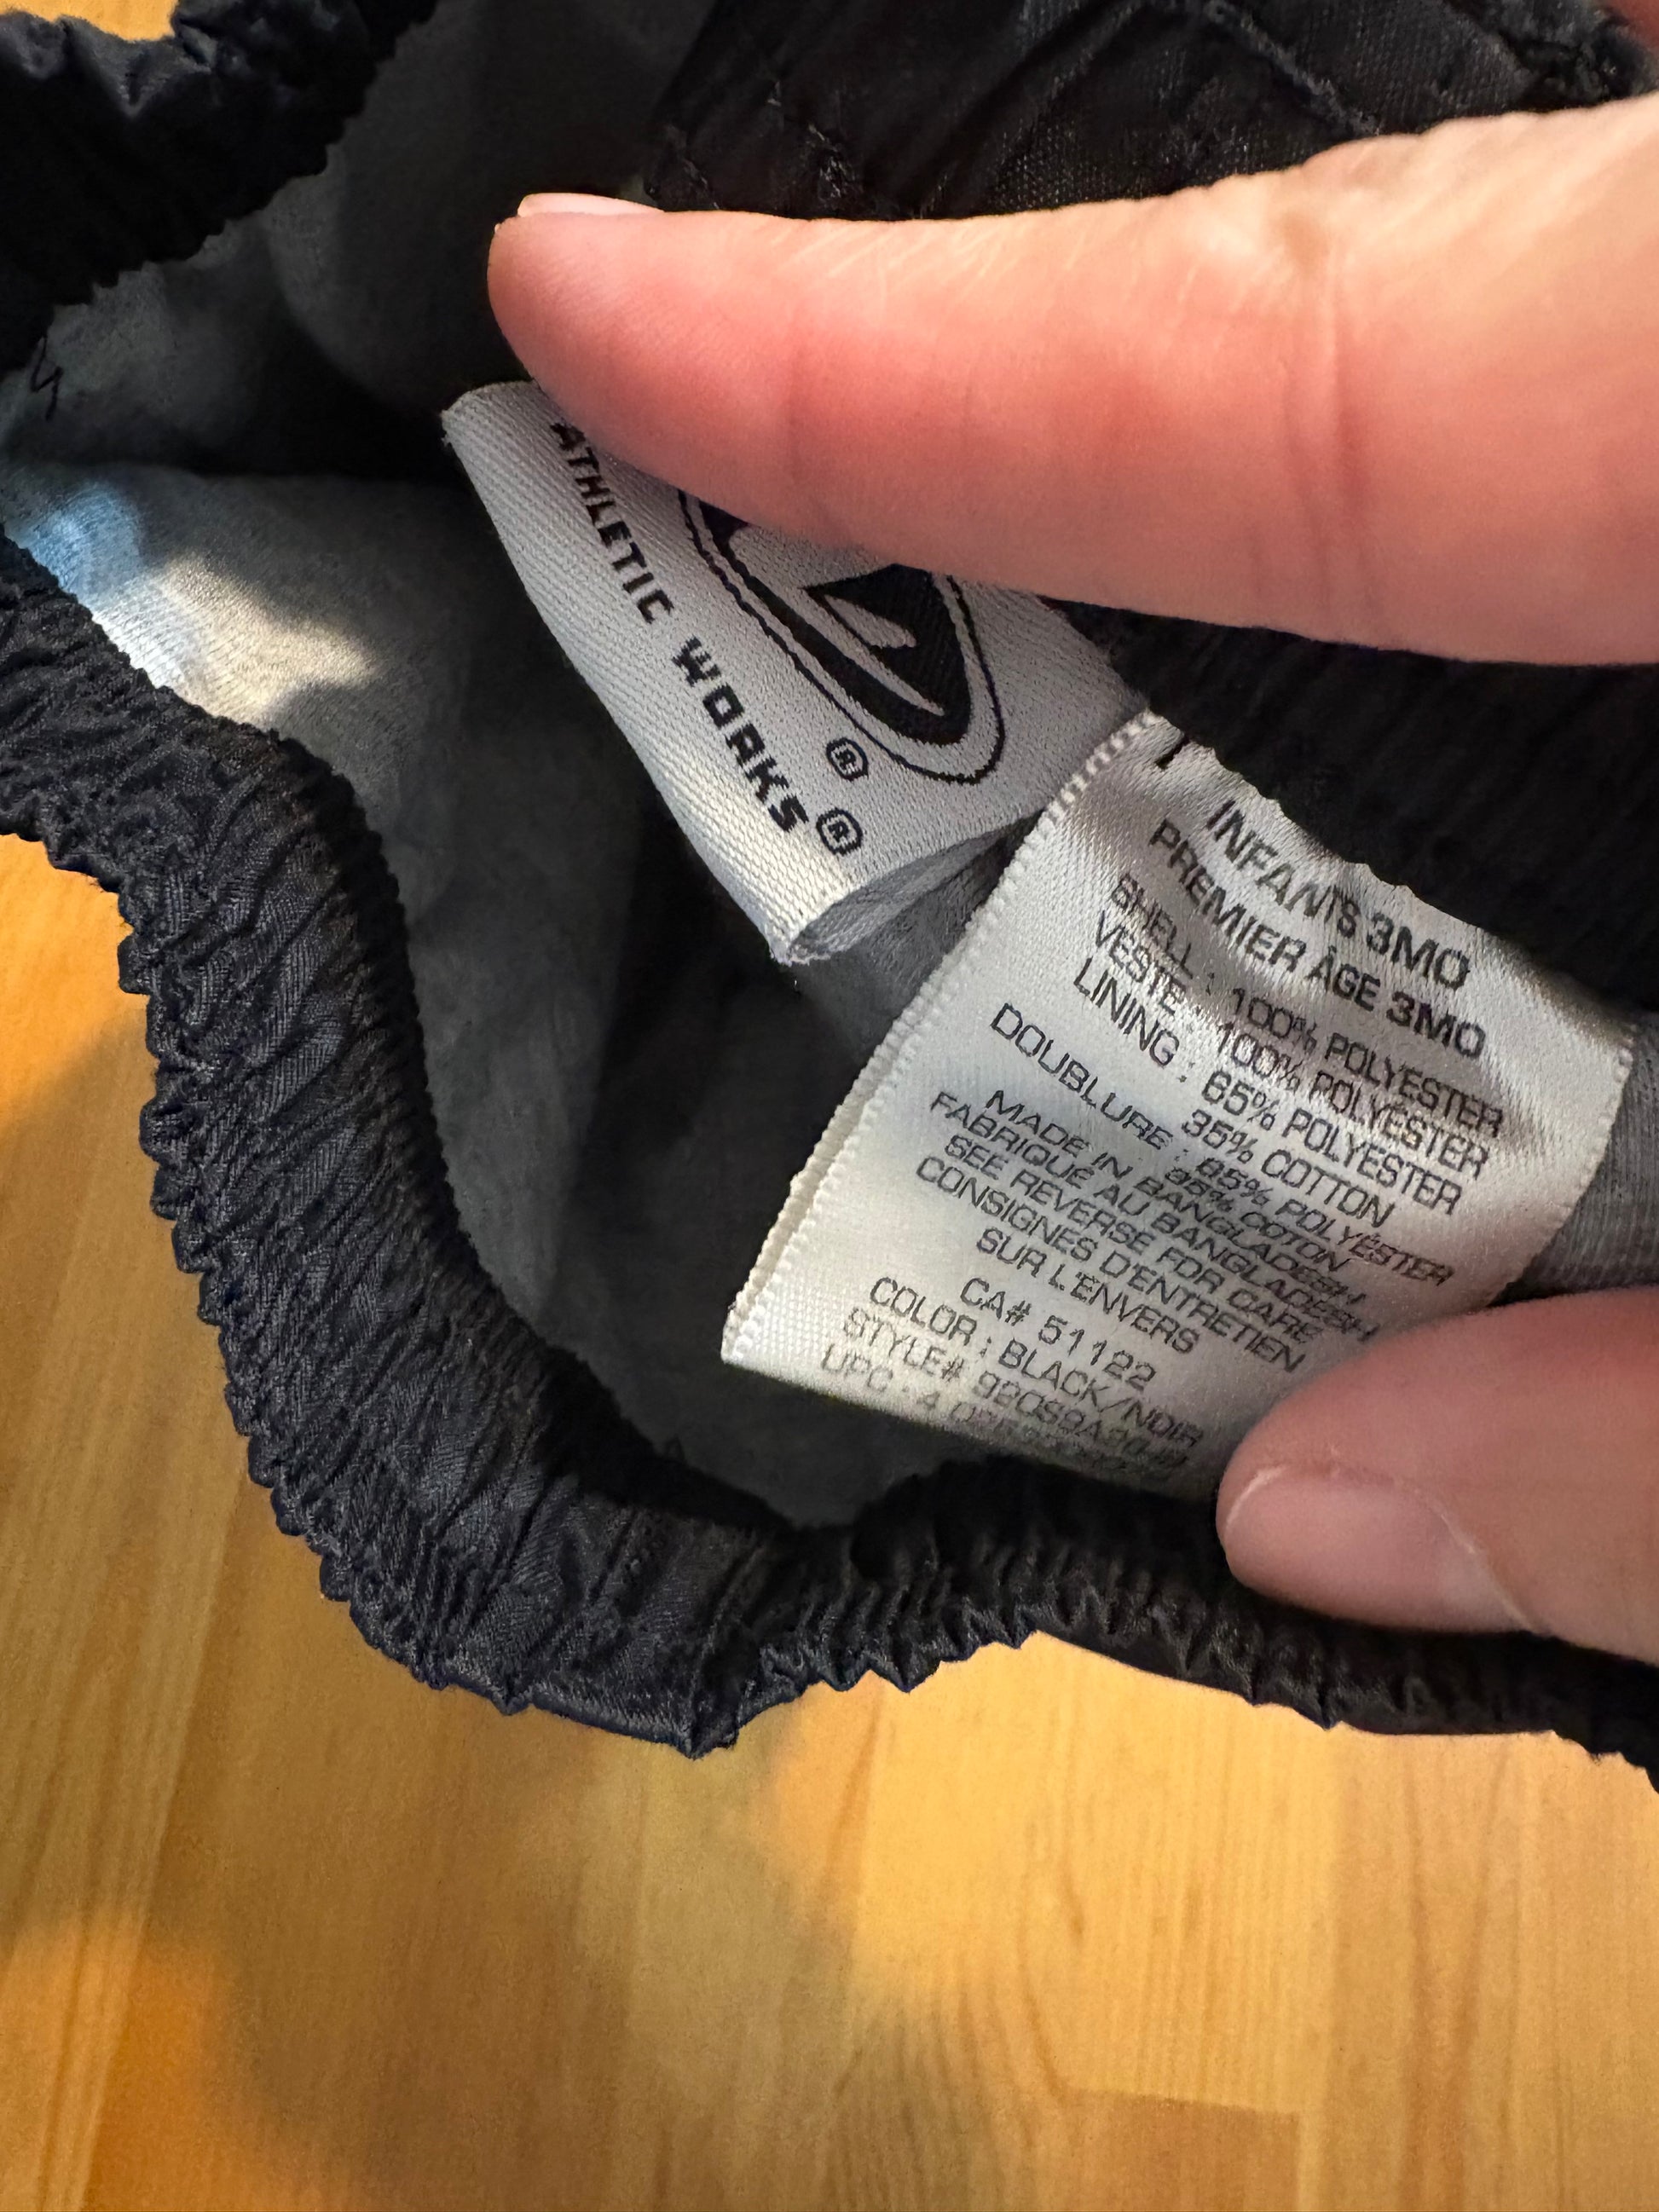 ATHLETIC WORKS®
®
INFANTS 3MO
PREMIER ÂGE 3MO
SHELL : 100% POLYESTER
VESTE : 100% POLYESTER
LINING : 65% POLYESTER
35% COTTON
DOUBLURE : 65% POLYESTER
35% COTON
MADE IN BANGLADESH
FABRIQUÉ AU BANGLADESH
SEE REVERSE FOR CARE
CONSIGNES D'ENTRETIEN
SUR L'ENVERS
CA# 51122
COLOR : BLACK/NOIR
STYLE#
UPC :